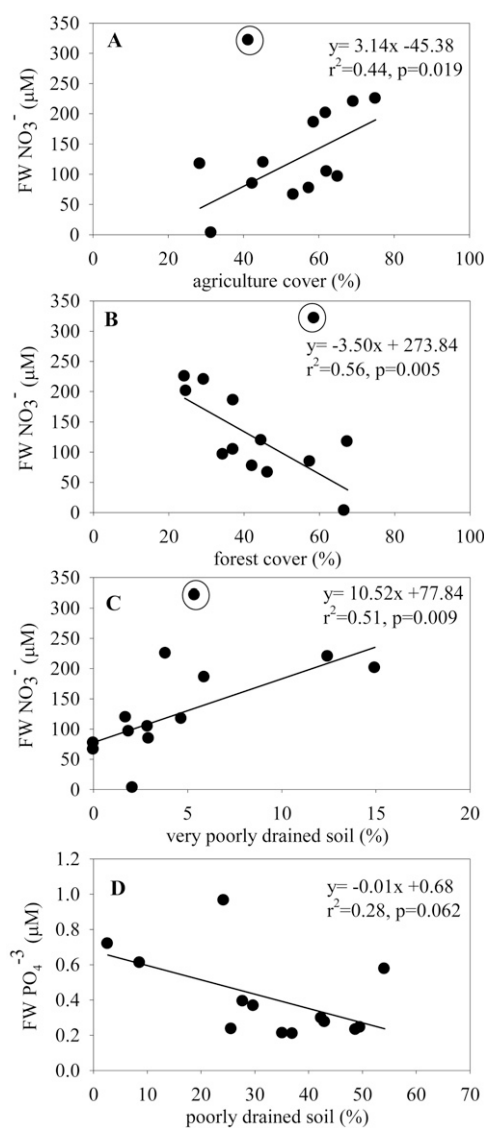 A
y= 3.14x -45.38
r²=0.44, p=0.019
350
300
250
200
150
100
50
0
FW NO₃⁻ (μM)
0 20 40 60 80 100
agriculture cover (%)
B
y= -3.50x + 273.84
r²=0.56, p=0.005
350
300
250
200
150
100
50
0
FW NO₃⁻ (μM)
0 20 40 60 80 100
forest cover (%)
C
y= 10.52x +77.84
r²=0.51, p=0.009
350
300
250
200
150
100
50
0
FW NO₃⁻ (μM)
0 5 10 15 20
very poorly drained soil (%)
D
y= -0.01x +0.68
r²=0.28, p=0.062
1.2
1.0
0.8
0.6
0.4
0.2
0.0
FW PO₄⁻³ (μM)
0 10 20 30 40 50 60 70
poorly drained soil (%)